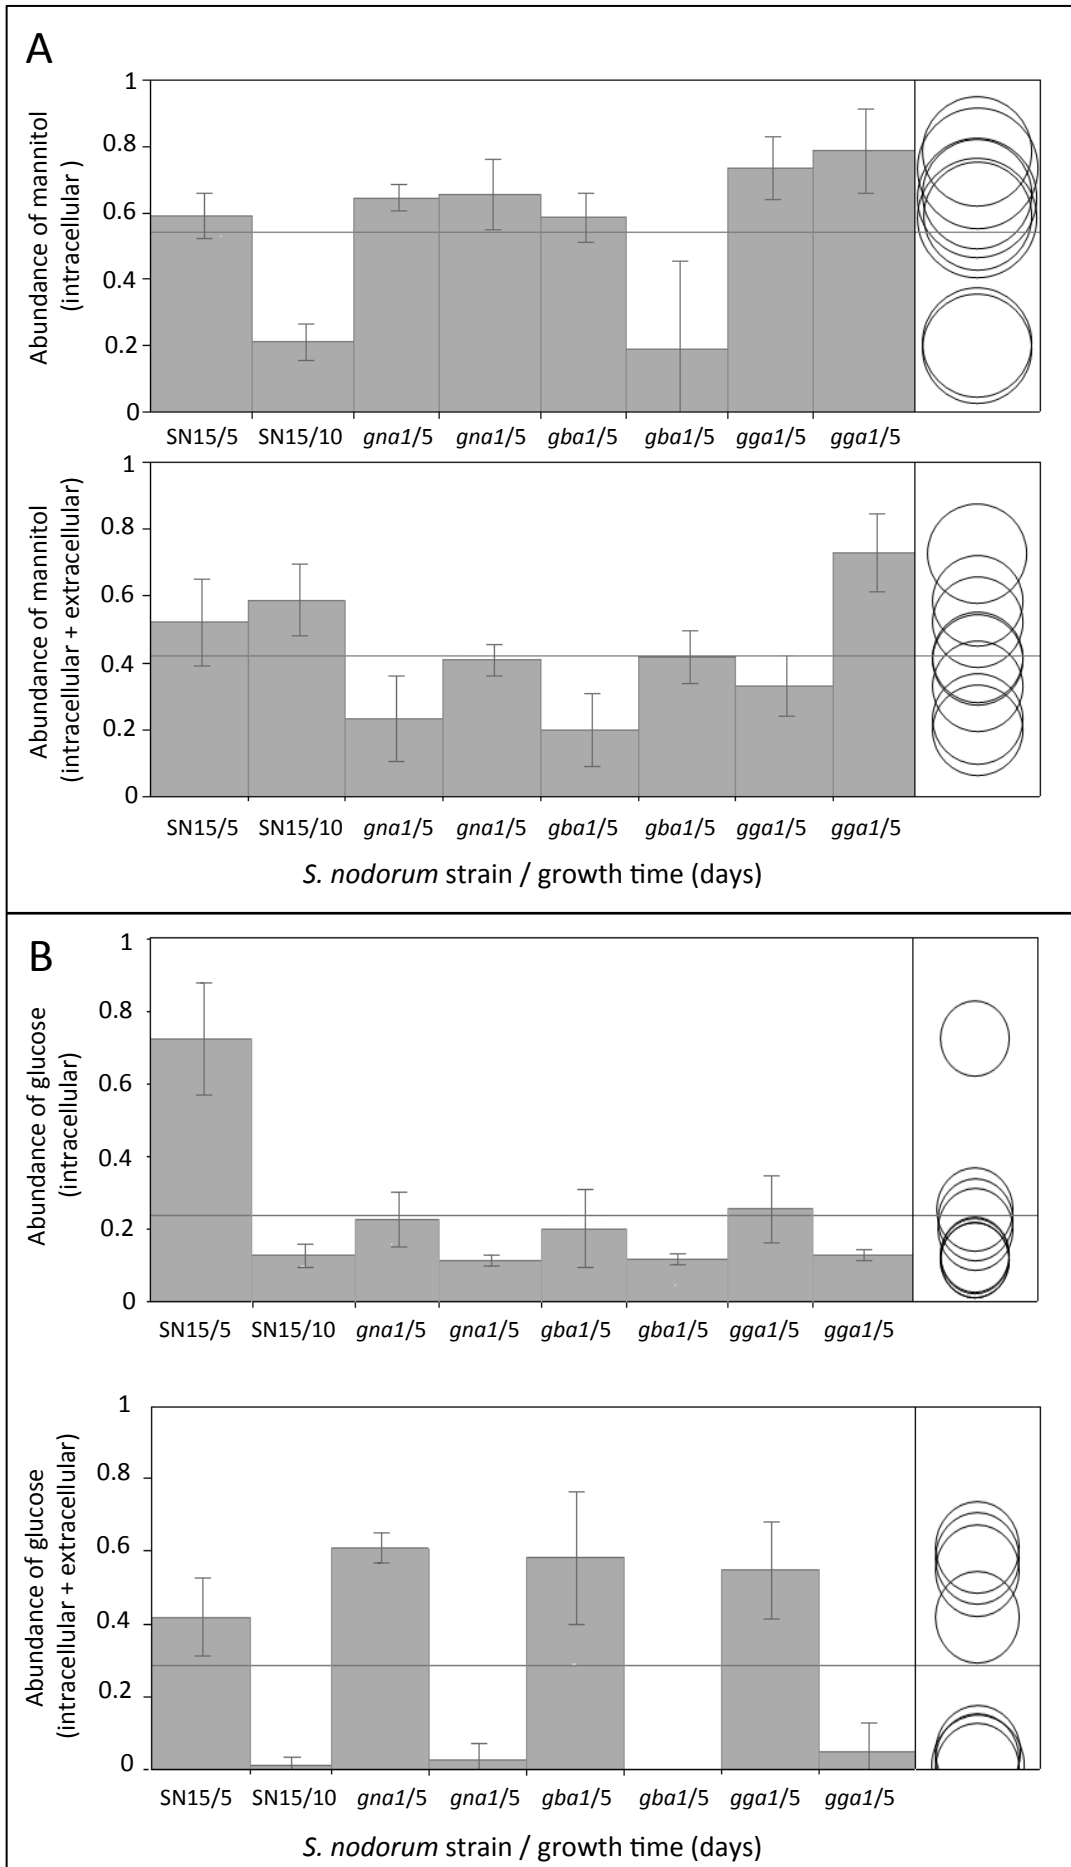 A
Abundance of mannitol
(intracellular )
1
0.8
0.6
0.4
0.2
0
SN15/5 SN15/10 gna1/5 gna1/5 gba1/5 gba1/5 gga1/5 gga1/5
Abundance of mannitol
(intracellular + extracellular)
1
0.8
0.6
0.4
0.2
0
SN15/5 SN15/10 gna1/5 gna1/5 gba1/5 gba1/5 gga1/5 gga1/5
S. nodorum strain / growth time (days)
B
Abundance of glucose
(intracellular)
1
0.8
0.6
0.4
0.2
0
SN15/5 SN15/10 gna1/5 gna1/5 gba1/5 gba1/5 gga1/5 gga1/5
Abundance of glucose
(intracellular + extracellular)
1
0.8
0.6
0.4
0.2
0
SN15/5 SN15/10 gna1/5 gna1/5 gba1/5 gba1/5 gga1/5 gga1/5
S. nodorum strain / growth time (days)